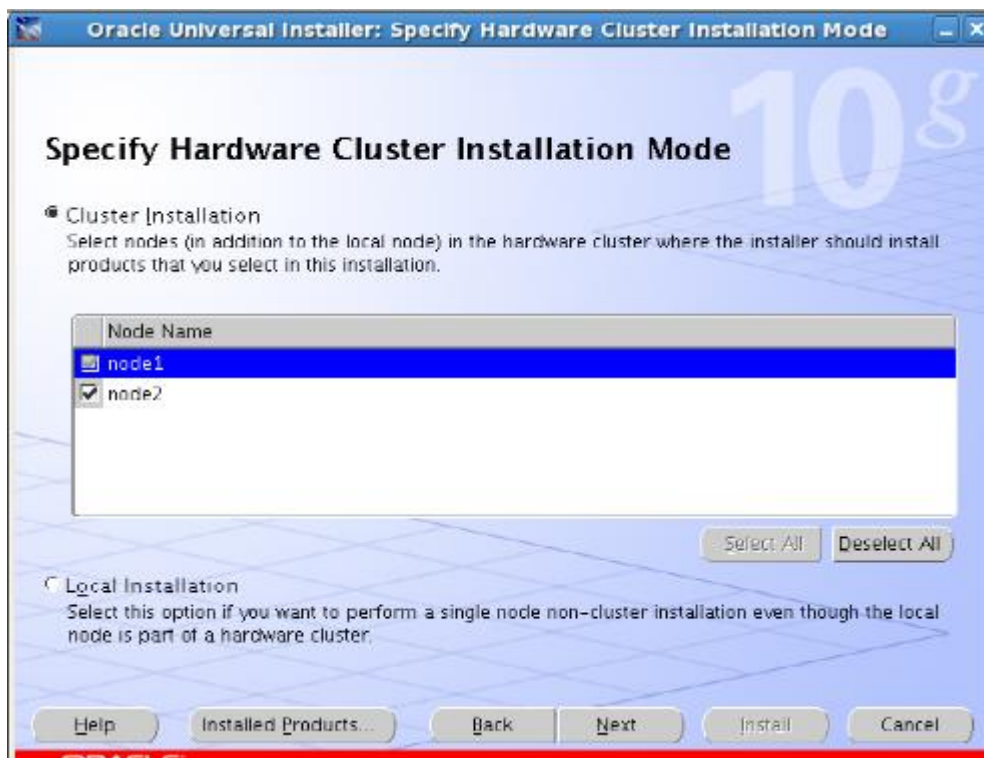 Oracle Universal Installer: Specify Hardware Cluster Installation Mode
10g
Specify Hardware Cluster Installation Mode
Cluster Installation
Select nodes (in addition to the local node) in the hardware cluster where the installer should install
products that you select in this installation.
Node Name
node1
node2
Select All
Deselect All
Local Installation
Select this option if you want to perform a single node non-cluster installation even though the local
node is part of a hardware cluster.
Help
Installed Products...
Back
Next
Install
Cancel